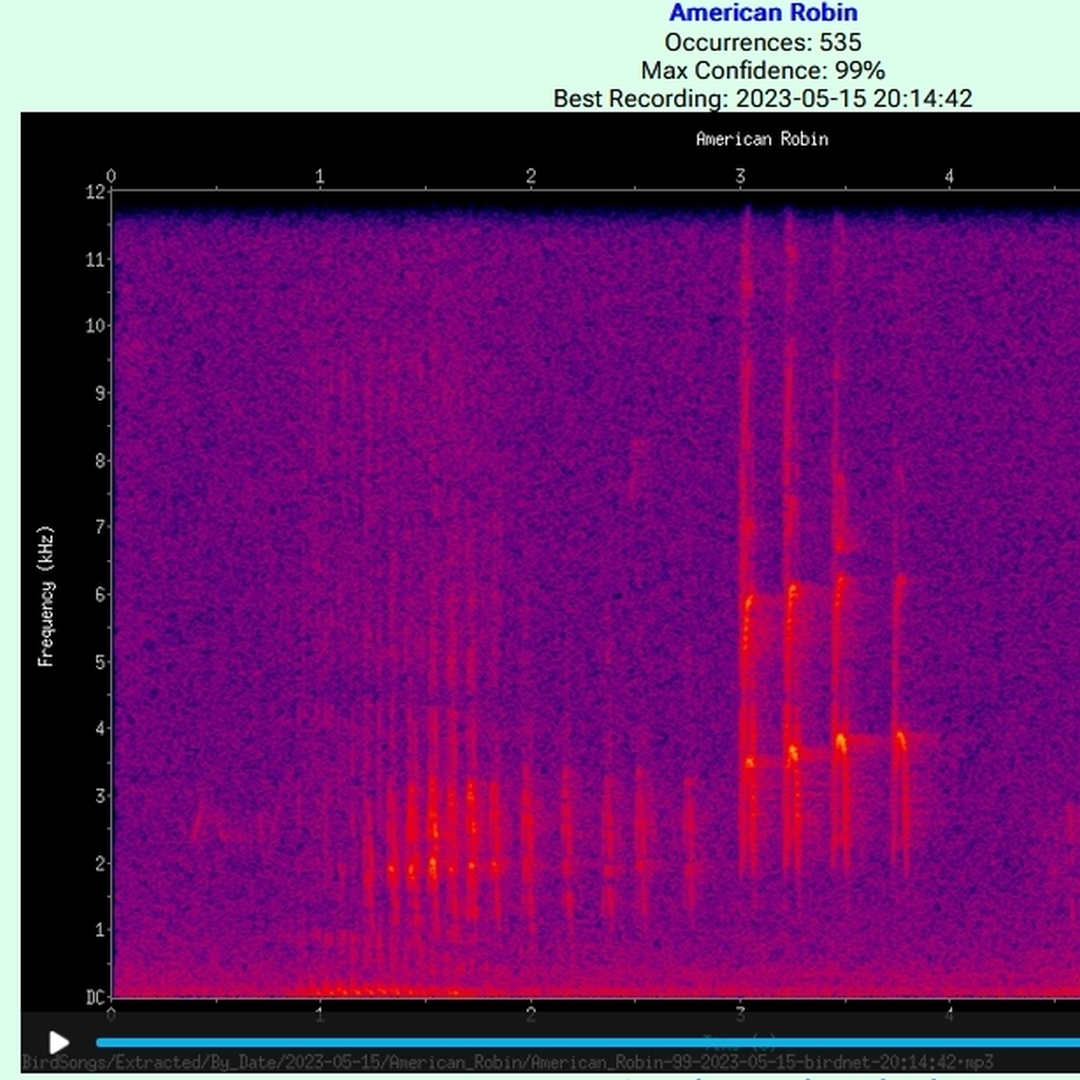 American Robin
Occurrences: 535
Max Confidence: 99%
Best Recording: 2023-05-15 20:14:42
American Robin
0 1 2 3 4
12
11
10
9
8
7
6
5
4
3
2
1
DC
Frequency (kHz)
0 1 2 3 4
Time (s)
BirdSongs/Extracted/By_Date/2023-05-15/American_Robin/American_Robin-99-2023-05-15-birdnet-20:14:42.mp3